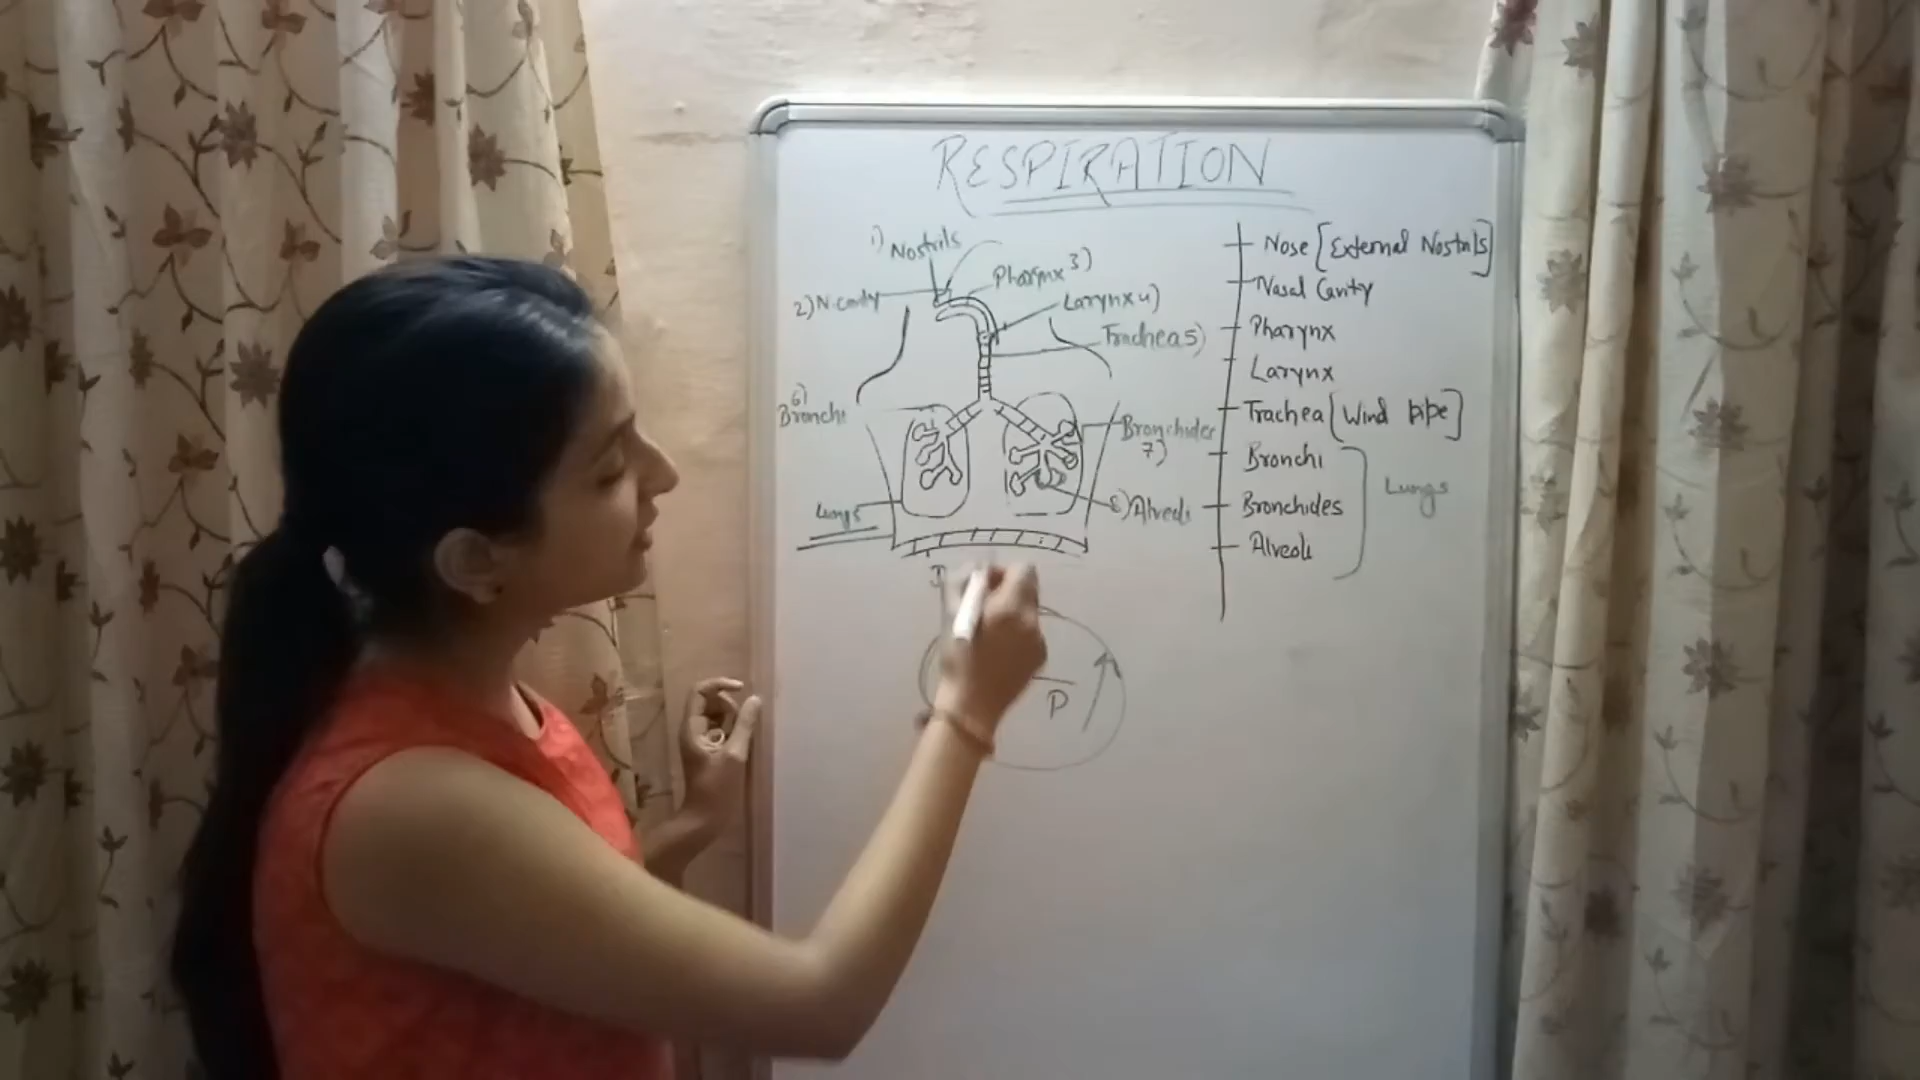 RESPIRATION
1) Nostrils
2) N.cavity
Pharynx 3)
Larynx 4)
Trachea 5)
6)
Bronchi
Bronchides
7)
8) Alveoli
Lungs
D
P
Nose [External Nostrils]
Nasal Cavity
Pharynx
Larynx
Trachea [Wind pipe]
Bronchi
Bronchides
Alveoli
Lungs